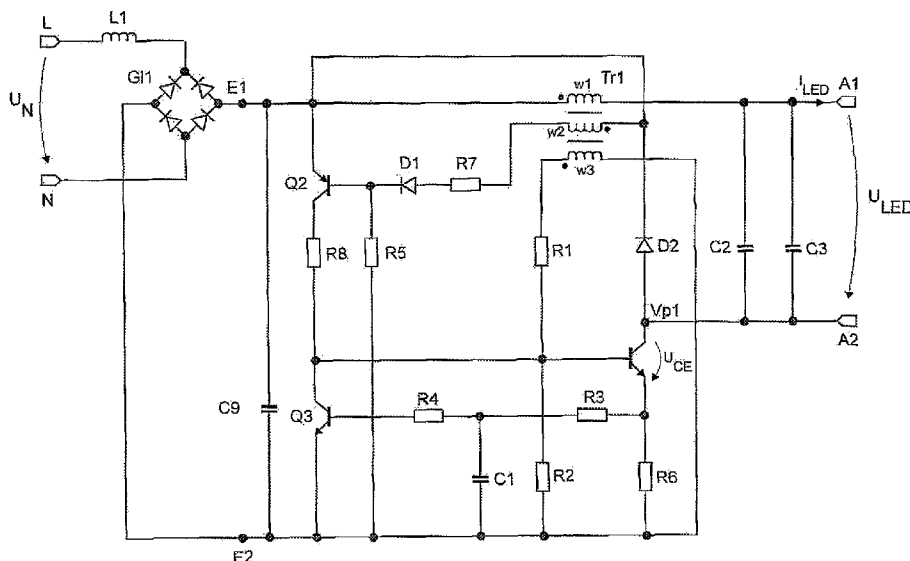 L
L1
Gl1
E1
w1
Tr1
I LED
A1
U N
w2
D1
R7
w3
Q2
N
U LED
R8
R5
R1
D2
C2
C3
Vp1
A2
U CE
C9
Q3
R4
R3
C1
R2
R6
E2